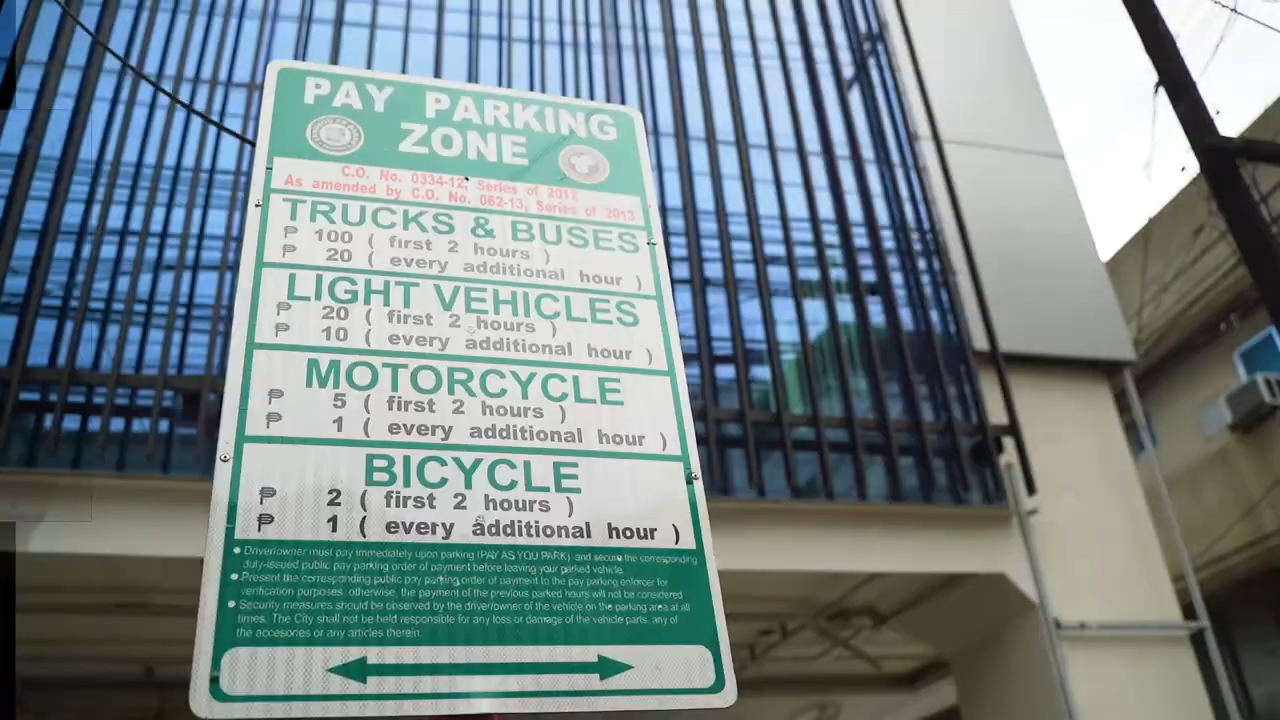 PAY PARKING
ZONE
C.O. No. 0334-12, Series of 2012
As amended by C.O. No. 062-13, Series of 2013
TRUCKS & BUSES
₱ 100 ( first 2 hours )
₱ 20 ( every additional hour )
LIGHT VEHICLES
₱ 20 ( first 2 hours )
₱ 10 ( every additional hour )
MOTORCYCLE
₱ 5 ( first 2 hours )
₱ 1 ( every additional hour )
BICYCLE
₱ 2 ( first 2 hours )
₱ 1 ( every additional hour )
● Driver/owner must pay immediately upon parking (PAY AS YOU PARK) and secure the corresponding
duly-issued public pay parking order of payment before leaving your parked vehicle.
● Present the corresponding public pay parking order of payment to the pay parking enforcer for
verification purposes, otherwise, the payment of the previous parked hours will not be considered
● Security measures should be observed by the driver/owner of the vehicle on the parking area at all
times. The City shall not be held responsible for any loss or damage of the vehicle parts, any of
the accesories or any articles therein.